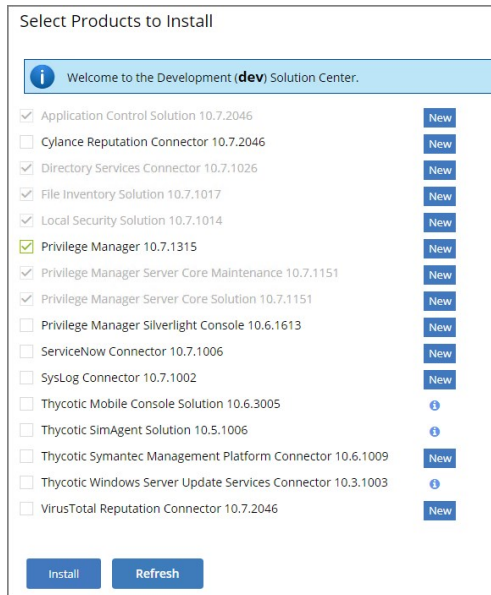 Select Products to Install
Welcome to the Development (dev) Solution Center.
Application Control Solution 10.7.2046 New
Cylance Reputation Connector 10.7.2046 New
Directory Services Connector 10.7.1026 New
File Inventory Solution 10.7.1017 New
Local Security Solution 10.7.1014 New
Privilege Manager 10.7.1315 New
Privilege Manager Server Core Maintenance 10.7.1151 New
Privilege Manager Server Core Solution 10.7.1151 New
Privilege Manager Silverlight Console 10.6.1613 New
ServiceNow Connector 10.7.1006 New
SysLog Connector 10.7.1002 New
Thycotic Mobile Console Solution 10.6.3005
Thycotic SimAgent Solution 10.5.1006
Thycotic Symantec Management Platform Connector 10.6.1009 New
Thycotic Windows Server Update Services Connector 10.3.1003
VirusTotal Reputation Connector 10.7.2046 New
Install Refresh